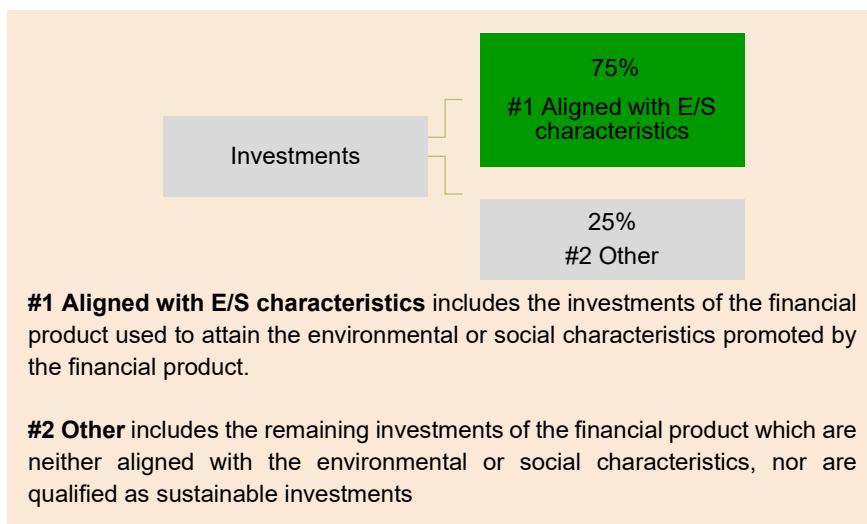 75%
#1 Aligned with E/S
characteristics
Investments
25%
#2 Other
#1 Aligned with E/S characteristics includes the investments of the financial
product used to attain the environmental or social characteristics promoted by
the financial product.
#2 Other includes the remaining investments of the financial product which are
neither aligned with the environmental or social characteristics, nor are
qualified as sustainable investments